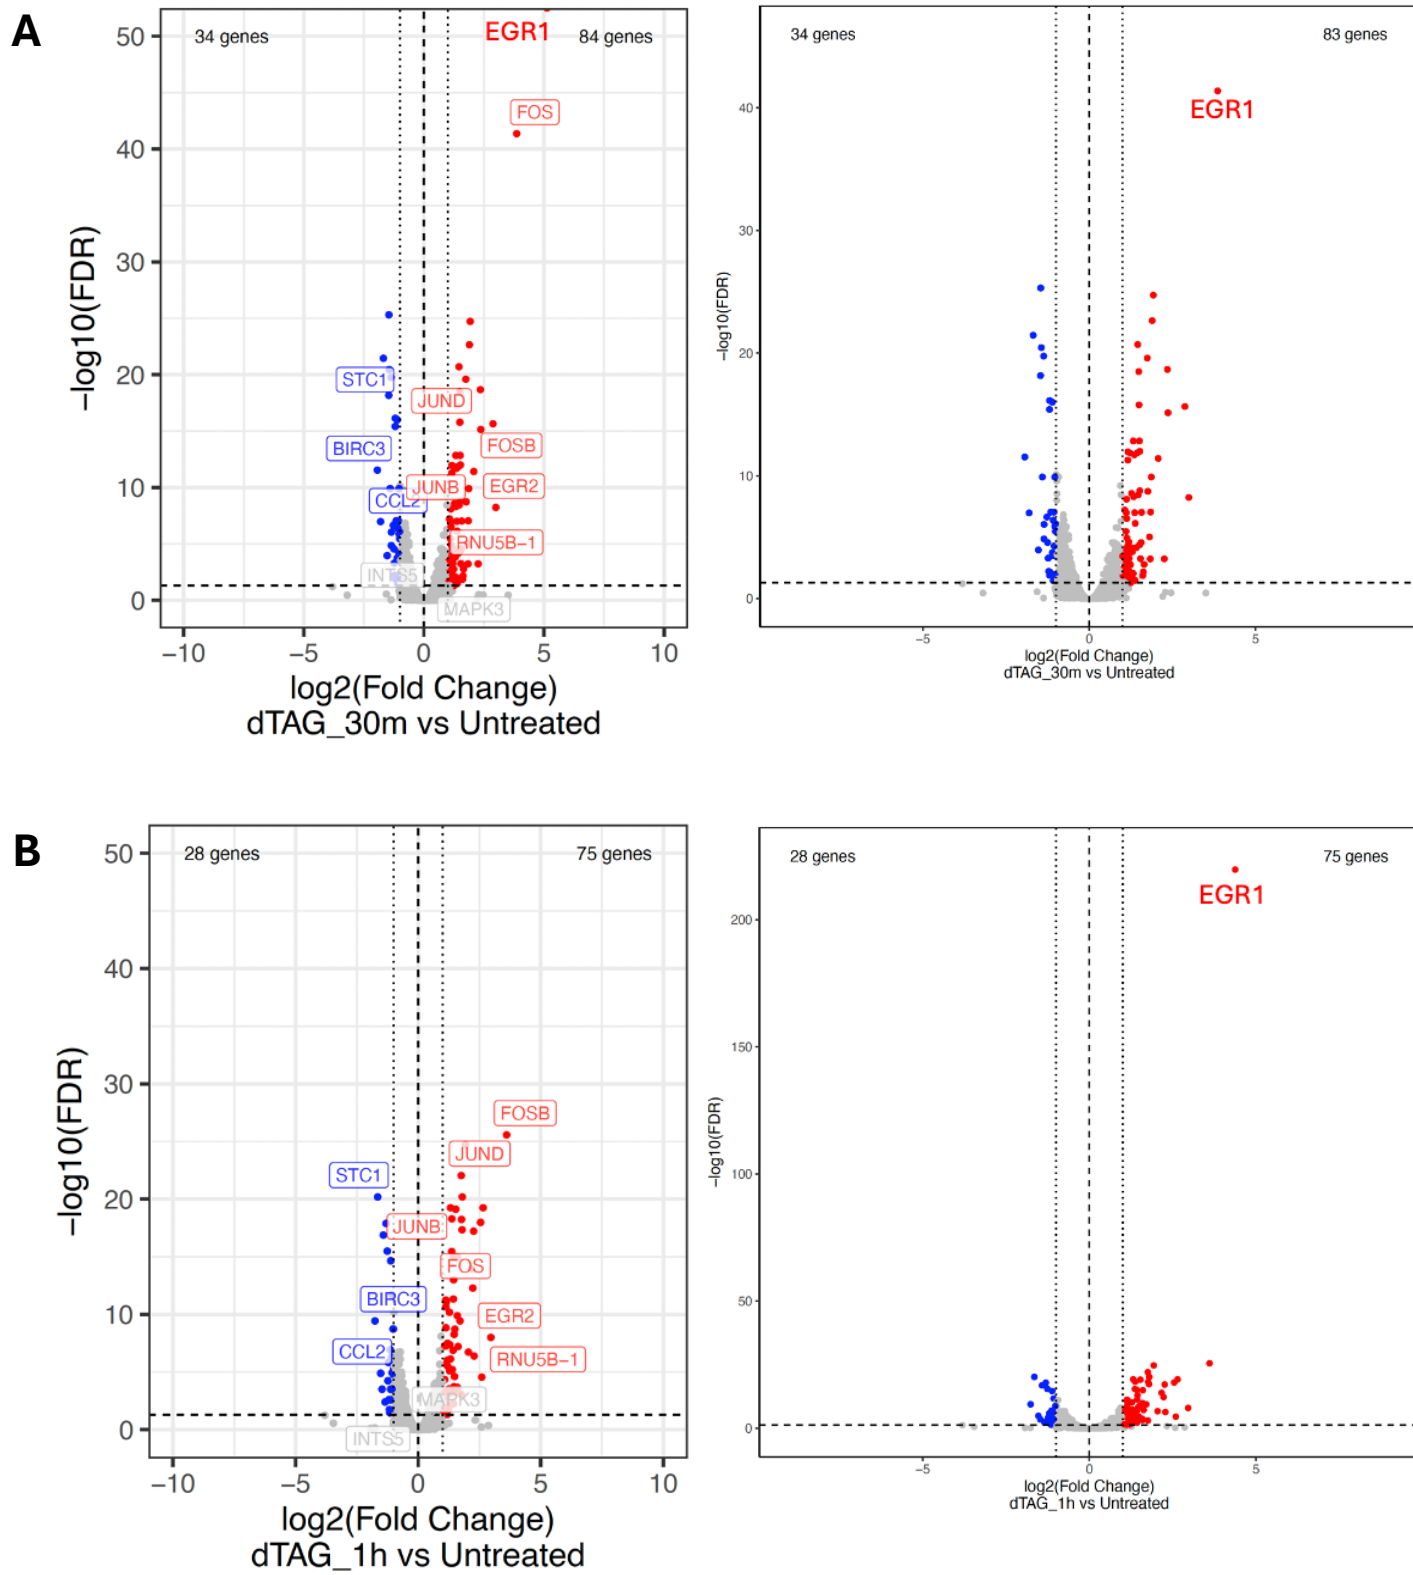 A
34 genes
EGR1
84 genes
FOS
STC1
JUND
BIRC3
FOSB
JUNB
EGR2
CCL2
RNU5B−1
INTS5
MAPK3
50
40
30
20
10
0
−log10(FDR)
−10
−5
0
5
10
log2(Fold Change)
dTAG_30m vs Untreated
34 genes
83 genes
EGR1
40
30
20
10
0
−log10(FDR)
−5
0
5
log2(Fold Change)
dTAG_30m vs Untreated
B
28 genes
75 genes
FOSB
JUND
STC1
JUNB
FOS
BIRC3
EGR2
CCL2
RNU5B−1
MAPK3
INTS5
50
40
30
20
10
0
−log10(FDR)
−10
−5
0
5
10
log2(Fold Change)
dTAG_1h vs Untreated
28 genes
75 genes
EGR1
200
150
100
50
0
−log10(FDR)
−5
0
5
log2(Fold Change)
dTAG_1h vs Untreated